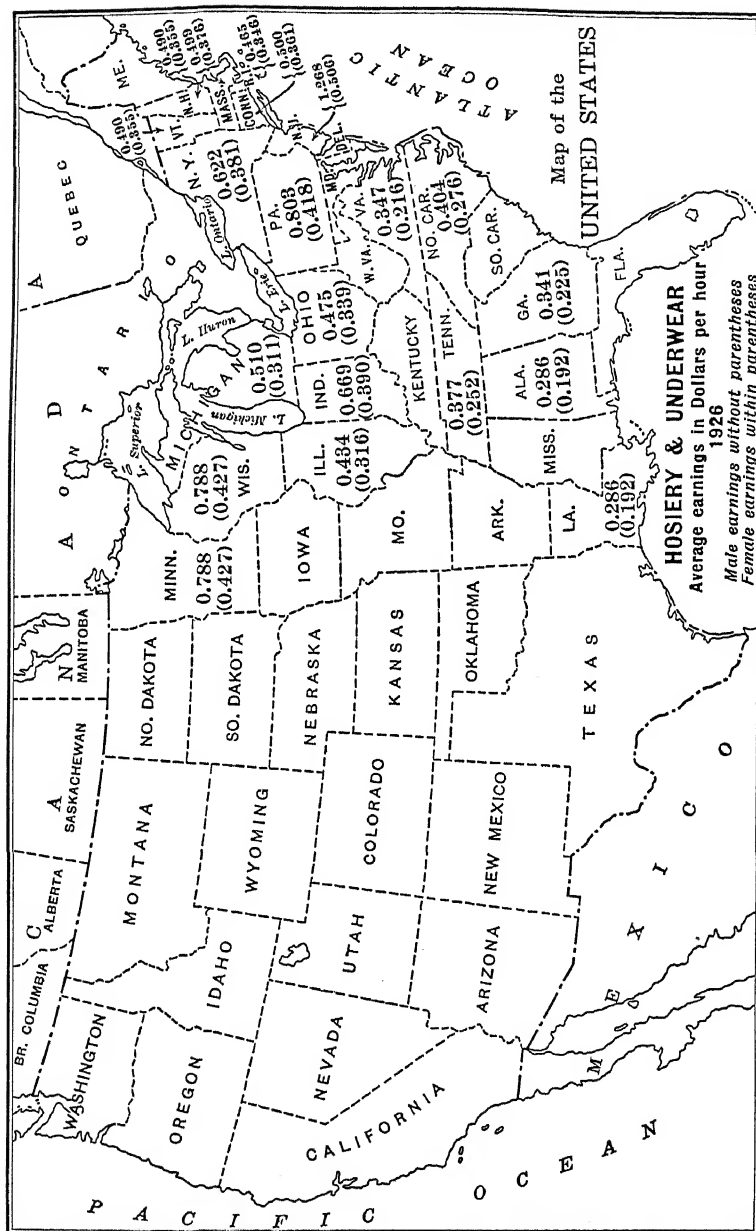 BR. COLUMBIA
ALBERTA
SASKACHEWAN
MANITOBA
ONTARIO
QUEBEC
CANADA
WASHINGTON
OREGON
CALIFORNIA
NEVADA
IDAHO
MONTANA
WYOMING
UTAH
COLORADO
ARIZONA
NEW MEXICO
NO. DAKOTA
SO. DAKOTA
NEBRASKA
KANSAS
OKLAHOMA
TEXAS
MINN.
0.788
(0.427)
IOWA
MO.
ARK.
LA.
0.286
(0.192)
0.788
(0.427)
WIS.
ILL.
0.434
(0.316)
MICHIGAN
0.510
(0.311)
L. Superior
L. Michigan
L. Huron
L. Erie
L. Ontario
IND.
0.669
(0.390)
OHIO
0.475
(0.339)
KENTUCKY
TENN.
0.377
(0.252)
MISS.
ALA.
0.286
(0.192)
GA.
0.341
(0.225)
FLA.
SO. CAR.
NO. CAR.
0.404
(0.276)
W. VA.
VA.
0.347
(0.216)
PA.
0.803
(0.418)
N. Y.
0.622
(0.381)
MD.
DEL.
N.J.
1.268
(0.506)
VT.
0.490
(0.355)
N.H.
ME.
0.490
(0.355)
MASS.
0.499
(0.376)
R.I.
0.465
(0.346)
CONN.
0.500
(0.361)
PACIFIC OCEAN
ATLANTIC
OCEAN
MEXICO
Map of the
UNITED STATES
HOSIERY & UNDERWEAR
Average earnings in Dollars per hour
1926
Male earnings without parentheses
Female earnings within parentheses